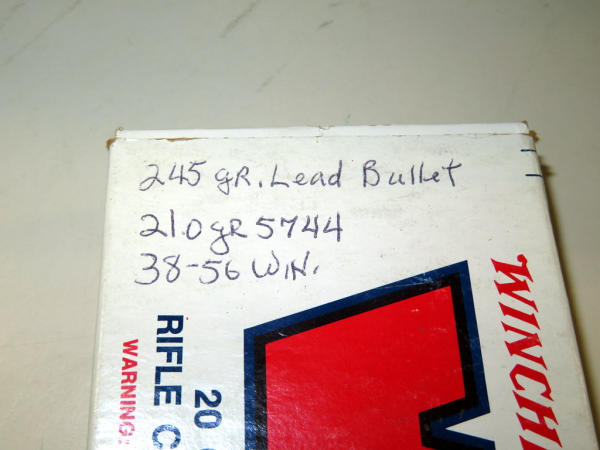 245 gR. Lead Bullet
21.0 gR 5744
38-56 WIN.
WINCH
20
RIFLE C
WARNING: